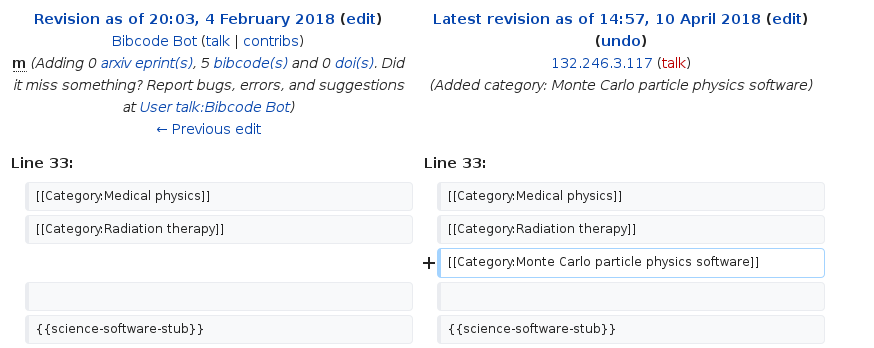 Revision as of 20:03, 4 February 2018 (edit)
Bibcode Bot (talk | contribs)
m (Adding 0 arxiv eprint(s), 5 bibcode(s) and 0 doi(s). Did
it miss something? Report bugs, errors, and suggestions
at User talk:Bibcode Bot)
← Previous edit
Latest revision as of 14:57, 10 April 2018 (edit)
(undo)
132.246.3.117 (talk)
(Added category: Monte Carlo particle physics software)
Line 33:
Line 33:
[[Category:Medical physics]]
[[Category:Medical physics]]
[[Category:Radiation therapy]]
[[Category:Radiation therapy]]
+ [[Category:Monte Carlo particle physics software]]
{{science-software-stub}}
{{science-software-stub}}